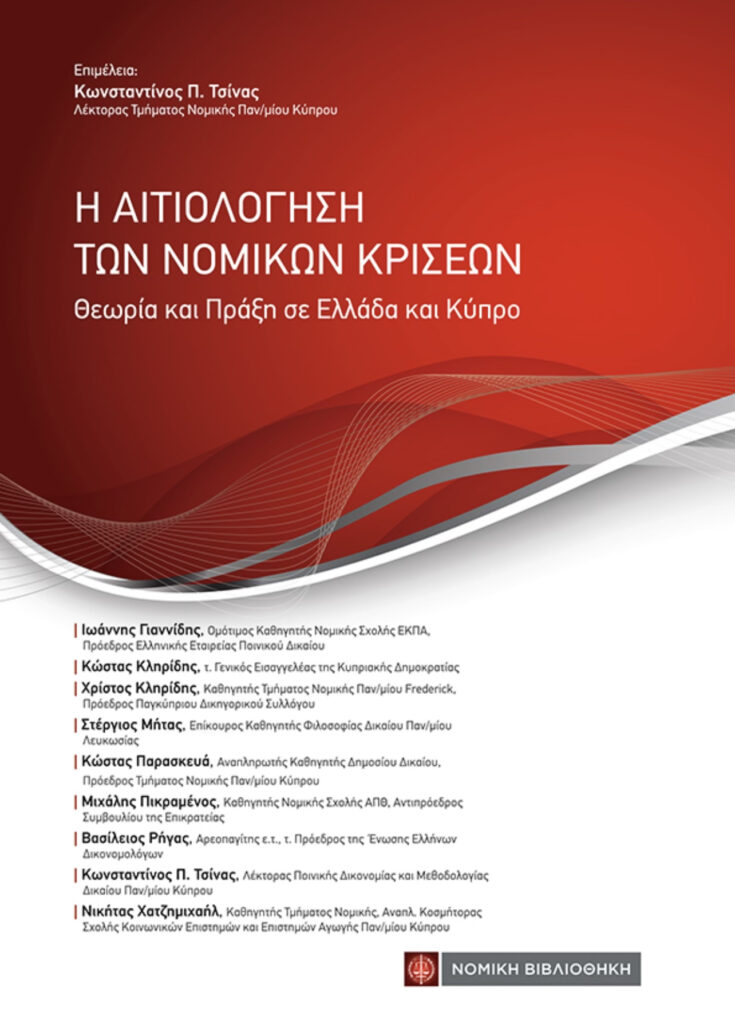 Επιμέλεια:
Κωνσταντίνος Π. Τσίνας
Λέκτορας Τμήματος Νομικής Παν/μίου Κύπρου
Η ΑΙΤΙΟΛΟΓΗΣΗ
ΤΩΝ ΝΟΜΙΚΩΝ ΚΡΙΣΕΩΝ
Θεωρία και Πράξη σε Ελλάδα και Κύπρο
Ιωάννης Γιαννίδης, Ομότιμος Καθηγητής Νομικής Σχολής ΕΚΠΑ,
Πρόεδρος Ελληνικής Εταιρείας Ποινικού Δικαίου
Κώστας Κληρίδης, τ. Γενικός Εισαγγελέας της Κυπριακής Δημοκρατίας
Χρίστος Κληρίδης, Καθηγητής Τμήματος Νομικής Παν/μίου Frederick,
Πρόεδρος Παγκύπριου Δικηγορικού Συλλόγου
Στέργιος Μήτας, Επίκουρος Καθηγητής Φιλοσοφίας Δικαίου Παν/μίου
Λευκωσίας
Κώστας Παρασκευά, Αναπληρωτής Καθηγητής Δημοσίου Δικαίου,
Πρόεδρος Τμήματος Νομικής Παν/μίου Κύπρου
Μιχάλης Πικραμένος, Καθηγητής Νομικής Σχολής ΑΠΘ, Αντιπρόεδρος
Συμβουλίου της Επικρατείας
Βασίλειος Ρήγας, Αρεοπαγίτης ε.τ., τ. Πρόεδρος της Ένωσης Ελλήνων
Δικονομολόγων
Κωνσταντίνος Π. Τσίνας, Λέκτορας Ποινικής Δικονομίας και Μεθοδολογίας
Δικαίου Παν/μίου Κύπρου
Νικήτας Χατζημιχαήλ, Καθηγητής Τμήματος Νομικής, Αναπλ. Κοσμήτορας
Σχολής Κοινωνικών Επιστημών και Επιστημών Αγωγής Παν/μίου Κύπρου
ΝΟΜΙΚΗ ΒΙΒΛΙΟΘΗΚΗ